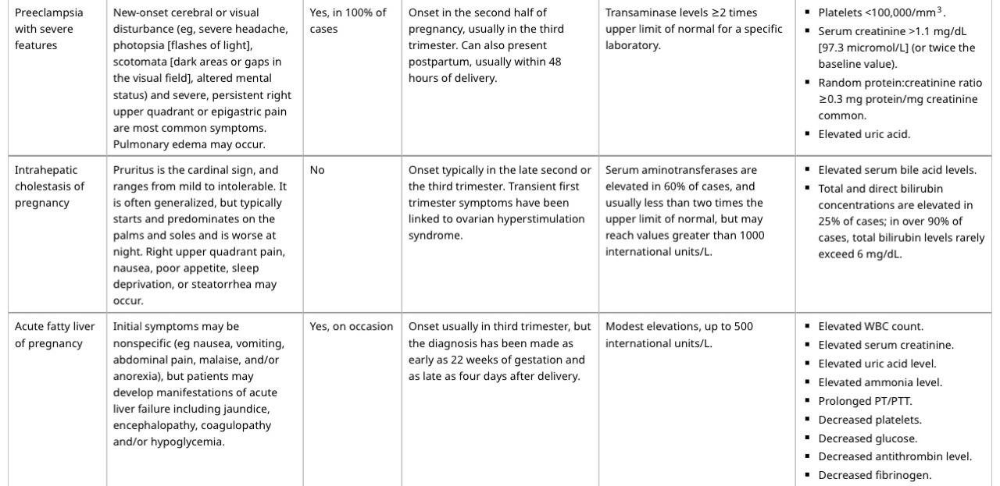 Preeclampsia
with severe
features
New-onset cerebral or visual
disturbance (eg, severe headache,
photopsia [flashes of light],
scotomata [dark areas or gaps in
the visual field], altered mental
status) and severe, persistent right
upper quadrant or epigastric pain
are most common symptoms.
Pulmonary edema may occur.
Yes, in 100% of
cases
Onset in the second half of
pregnancy, usually in the third
trimester. Can also present
postpartum, usually within 48
hours of delivery.
Transaminase levels ≥2 times
upper limit of normal for a specific
laboratory.
▪ Platelets <100,000/mm³.
▪ Serum creatinine >1.1 mg/dL
[97.3 micromol/L] (or twice the
baseline value).
▪ Random protein:creatinine ratio
≥0.3 mg protein/mg creatinine
common.
▪ Elevated uric acid.
Intrahepatic
cholestasis of
pregnancy
Pruritus is the cardinal sign, and
ranges from mild to intolerable. It
is often generalized, but typically
starts and predominates on the
palms and soles and is worse at
night. Right upper quadrant pain,
nausea, poor appetite, sleep
deprivation, or steatorrhea may
occur.
No
Onset typically in the late second or
the third trimester. Transient first
trimester symptoms have been
linked to ovarian hyperstimulation
syndrome.
Serum aminotransferases are
elevated in 60% of cases, and
usually less than two times the
upper limit of normal, but may
reach values greater than 1000
international units/L.
▪ Elevated serum bile acid levels.
▪ Total and direct bilirubin
concentrations are elevated in
25% of cases; in over 90% of
cases, total bilirubin levels rarely
exceed 6 mg/dL.
Acute fatty liver
of pregnancy
Initial symptoms may be
nonspecific (eg nausea, vomiting,
abdominal pain, malaise, and/or
anorexia), but patients may
develop manifestations of acute
liver failure including jaundice,
encephalopathy, coagulopathy
and/or hypoglycemia.
Yes, on occasion
Onset usually in third trimester, but
the diagnosis has been made as
early as 22 weeks of gestation and
as late as four days after delivery.
Modest elevations, up to 500
international units/L.
▪ Elevated WBC count.
▪ Elevated serum creatinine.
▪ Elevated uric acid level.
▪ Elevated ammonia level.
▪ Prolonged PT/PTT.
▪ Decreased platelets.
▪ Decreased glucose.
▪ Decreased antithrombin level.
▪ Decreased fibrinogen.